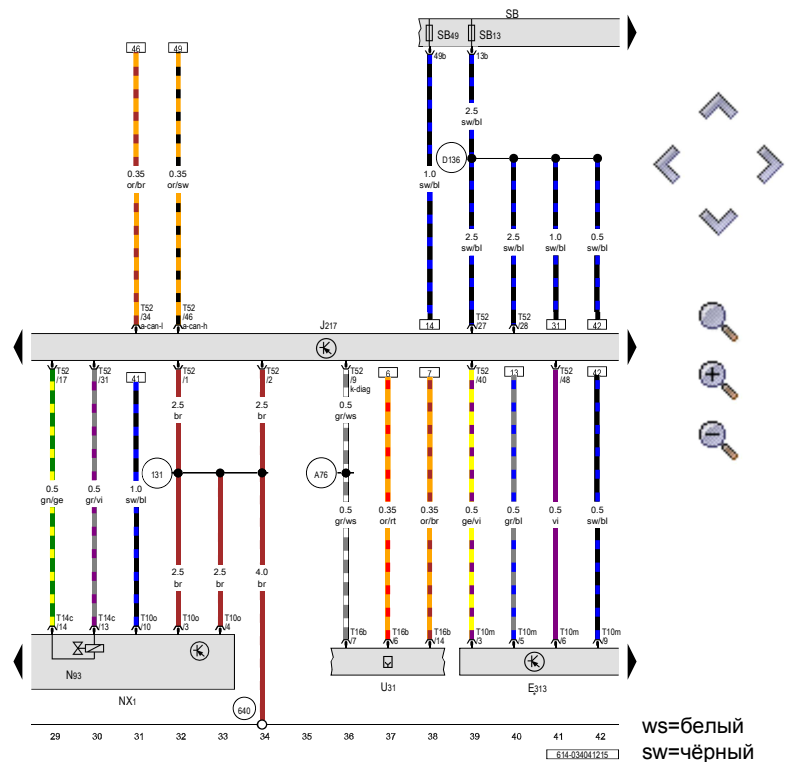 SB
SB49 SB13
46 49
49b 13b
2.5
sw/bl
D136
0.35 0.35 1.0
or/br or/sw sw/bl
2.5 2.5 1.0 0.5
sw/bl sw/bl sw/bl sw/bl
T52 T52 T52 T52
/34 /46 /27 /28
a-can-l a-can-h
J217
14 31 42
T52 T52 41 T52 T52 T52 6 7 T52 13 T52 42
/17 /31 /1 /2 /9 /40 /48
k-diag
2.5 2.5 0.5
br br gr/ws
131 A76
0.5 0.5 1.0 0.5 0.35 0.35 0.5 0.5 0.5 0.5
gn/ge gr/vi sw/bl gr/ws or/rt or/br ge/vi gr/bl vi sw/bl
2.5 2.5 4.0
br br br
T14c T14c T10o T10o T10o T16b T16b T16b T10m T10m T10m T10m
/14 /13 /10 /3 /4 /7 /6 /14 /3 /5 /6 /9
N93
NX1
U31
E313
640
29 30 31 32 33 34 35 36 37 38 39 40 41 42
614-034041215
ws=белый
sw=чёрный